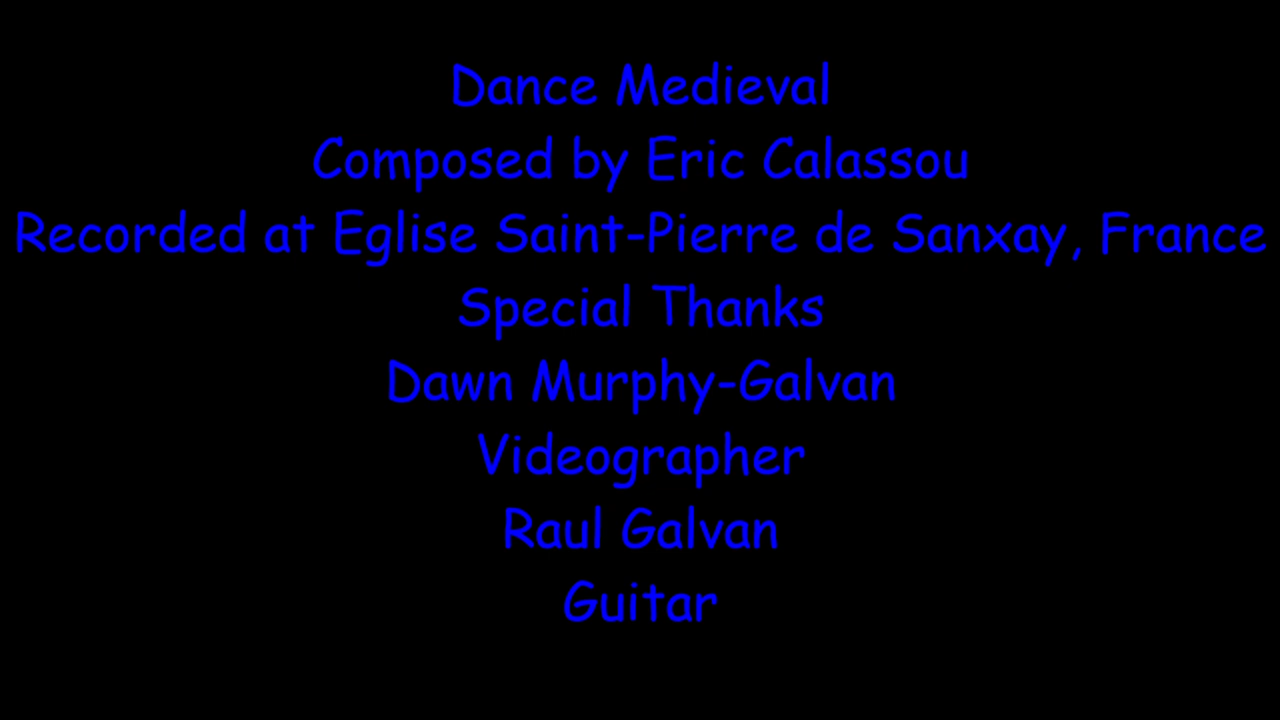 Dance Medieval
Composed by Eric Calassou
Recorded at Eglise Saint-Pierre de Sanxay, France
Special Thanks
Dawn Murphy-Galvan
Videographer
Raul Galvan
Guitar